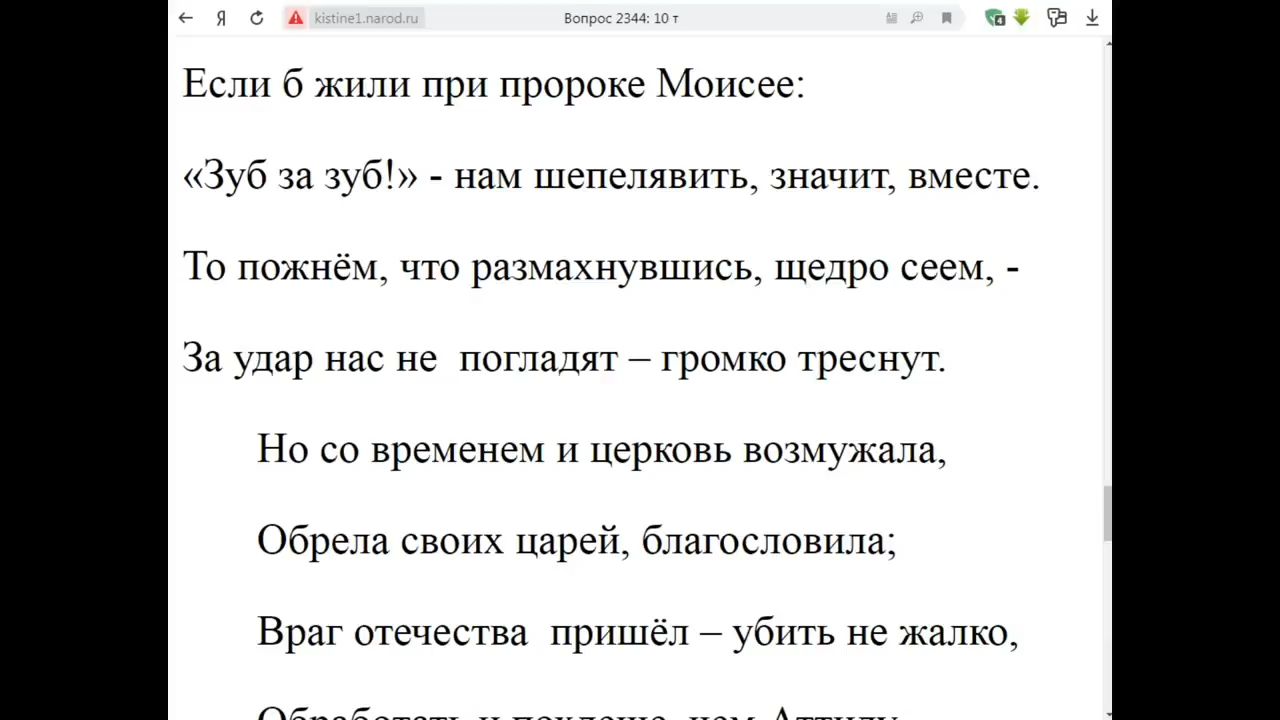 kistine1.narod.ru
Вопрос 2344: 10 т
4
Если б жили при пророке Моисее:
«Зуб за зуб!» - нам шепелявить, значит, вместе.
То пожнём, что размахнувшись, щедро сеем, -
За удар нас не погладят – громко треснут.
Но со временем и церковь возмужала,
Обрела своих царей, благословила;
Враг отечества пришёл – убить не жалко,